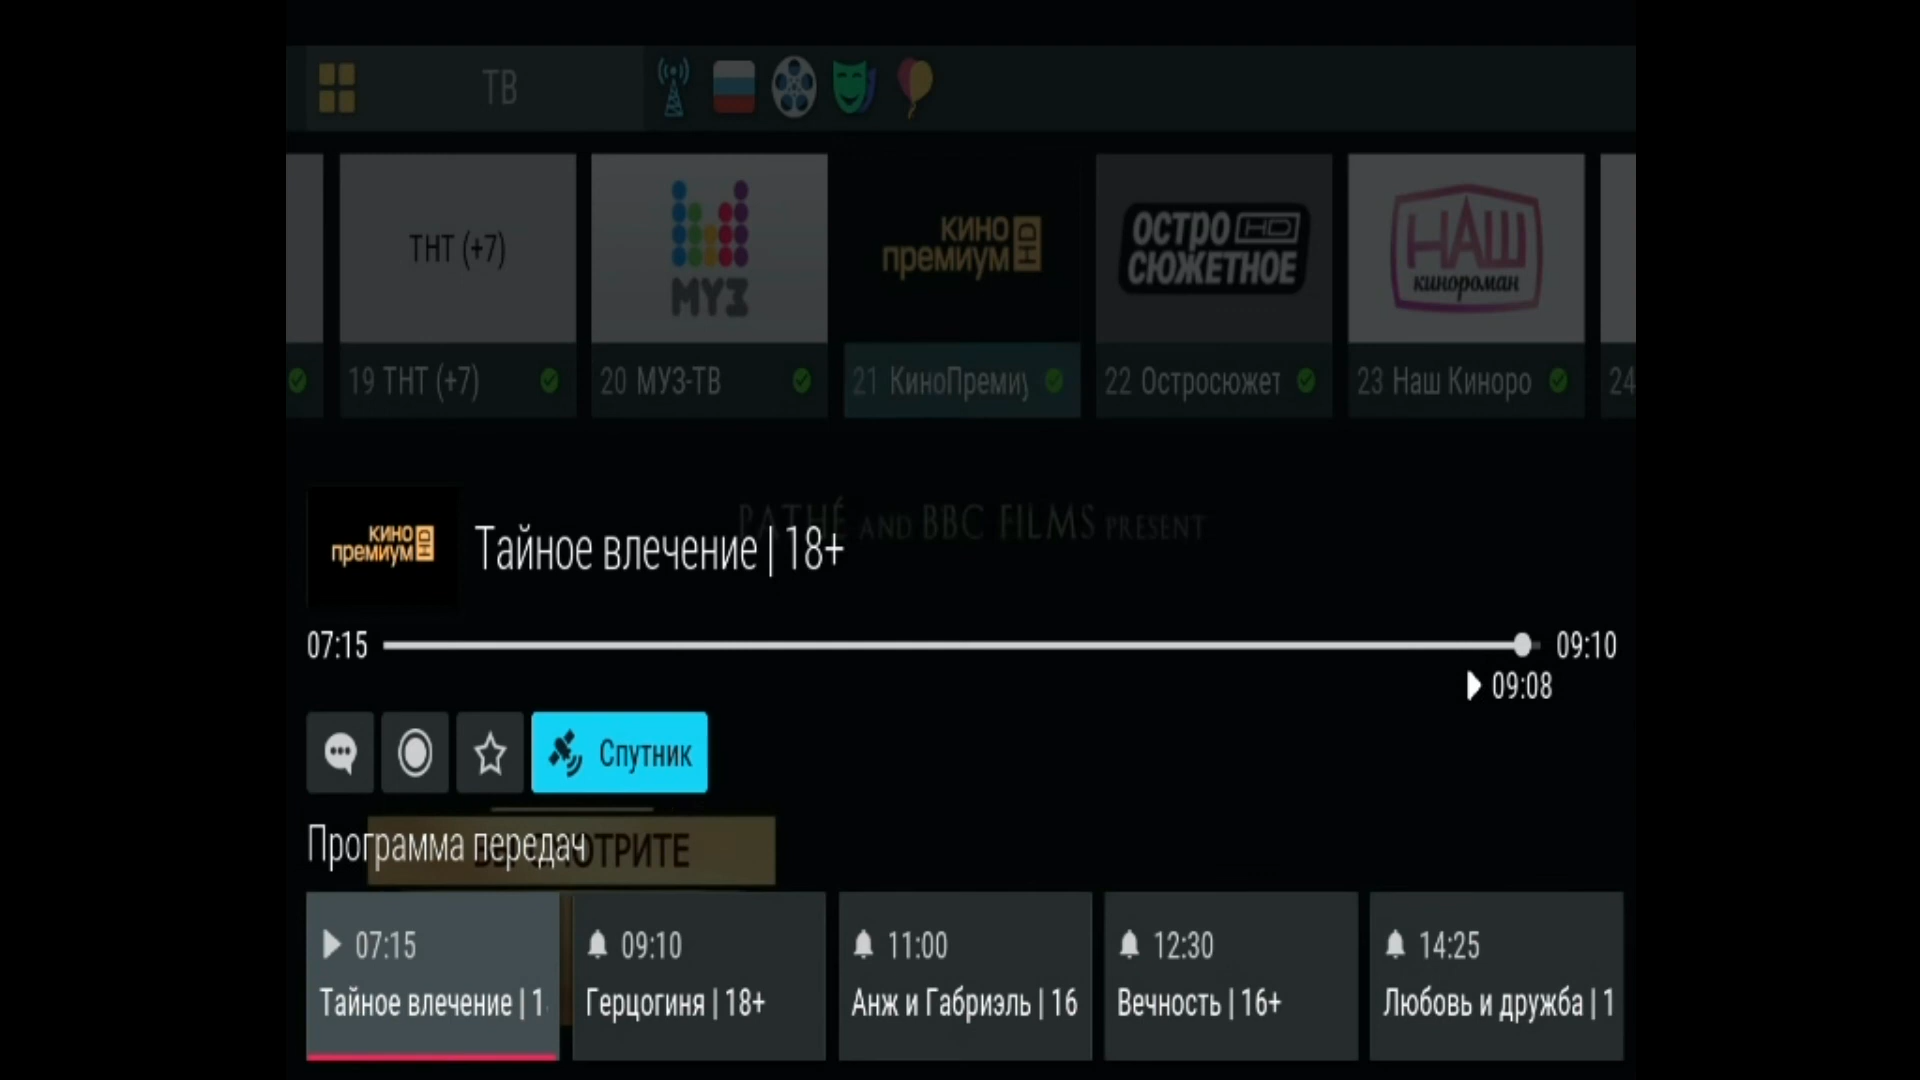 ТВ
ТНТ (+7)
МУЗ
КИНО ПРЕМИУМ HD
ОСТРО HD СЮЖЕТНОЕ
НАШ кинороман
19 ТНТ (+7)
20 МУЗ-ТВ
21 КиноПремиу
22 Остросюжет
23 Наш Киноро
24
PATHÉ AND BBC FILMS PRESENT
КИНО ПРЕМИУМ HD
Тайное влечение | 18+
07:15
09:10
09:08
Спутник
Программа передач
СМОТРИТЕ
07:15
Тайное влечение | 1
09:10
Герцогиня | 18+
11:00
Анж и Габриэль | 16
12:30
Вечность | 16+
14:25
Любовь и дружба | 1